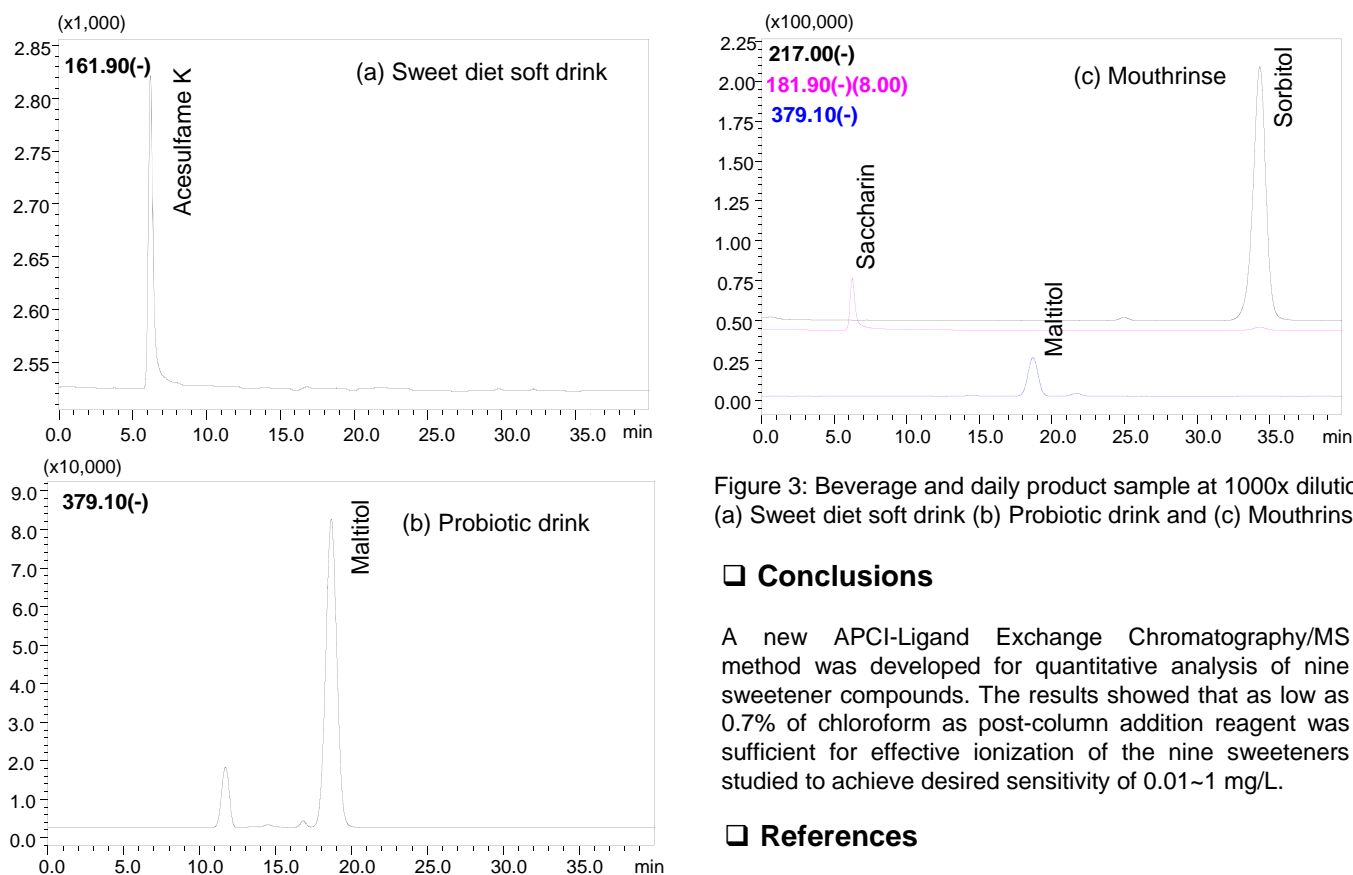 (x1,000)
2.85
2.80
2.75
2.70
2.65
2.60
2.55
161.90(-)
Acesulfame K
(a) Sweet diet soft drink
0.0 5.0 10.0 15.0 20.0 25.0 30.0 35.0 min
(x10,000)
9.0
8.0
7.0
6.0
5.0
4.0
3.0
2.0
1.0
0.0
379.10(-)
Maltitol
(b) Probiotic drink
0.0 5.0 10.0 15.0 20.0 25.0 30.0 35.0 min
(x100,000)
2.25
2.00
1.75
1.50
1.25
1.00
0.75
0.50
0.25
0.00
217.00(-)
181.90(-)(8.00)
379.10(-)
(c) Mouthrinse
Saccharin
Maltitol
Sorbitol
0.0 5.0 10.0 15.0 20.0 25.0 30.0 35.0 min
Figure 3: Beverage and daily product sample at 1000x dilutio
(a) Sweet diet soft drink (b) Probiotic drink and (c) Mouthrins
❑ Conclusions
A new APCI-Ligand Exchange Chromatography/MS
method was developed for quantitative analysis of nine
sweetener compounds. The results showed that as low as
0.7% of chloroform as post-column addition reagent was
sufficient for effective ionization of the nine sweeteners
studied to achieve desired sensitivity of 0.01~1 mg/L.
❑ References